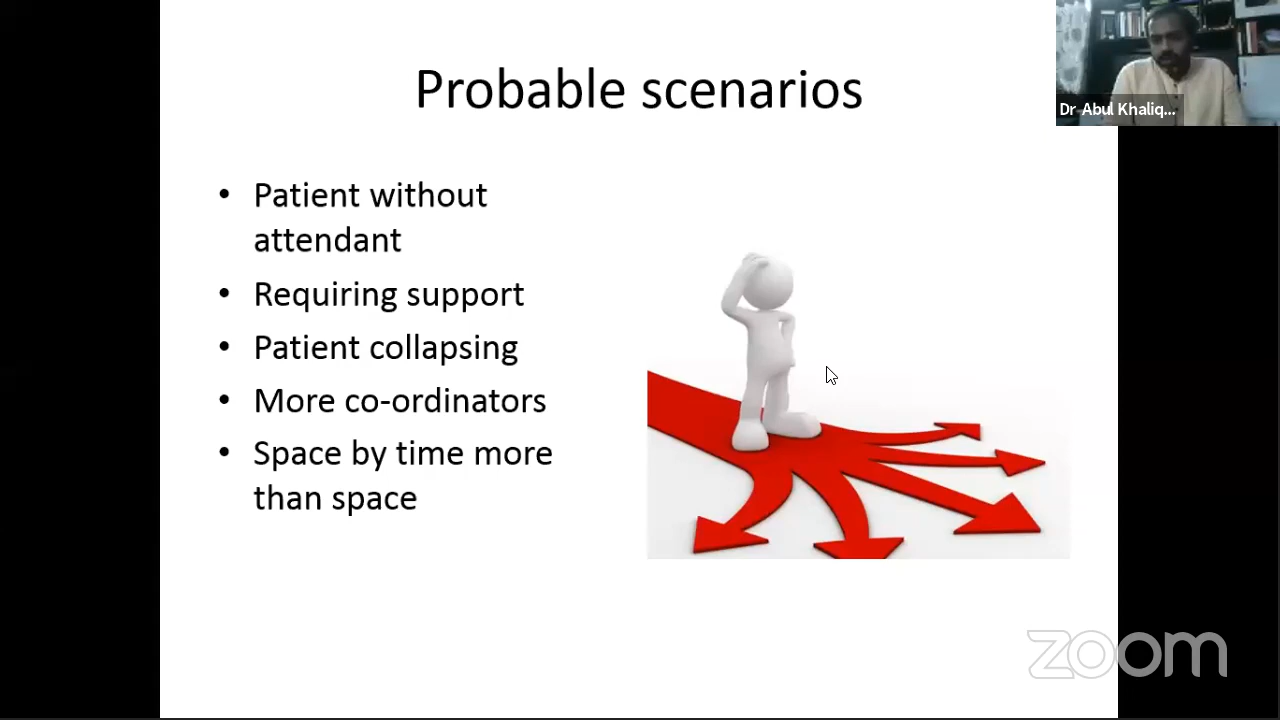 Probable scenarios
Dr Abul Khaliq...
• Patient without
attendant
• Requiring support
• Patient collapsing
• More co-ordinators
• Space by time more
than space
zoom